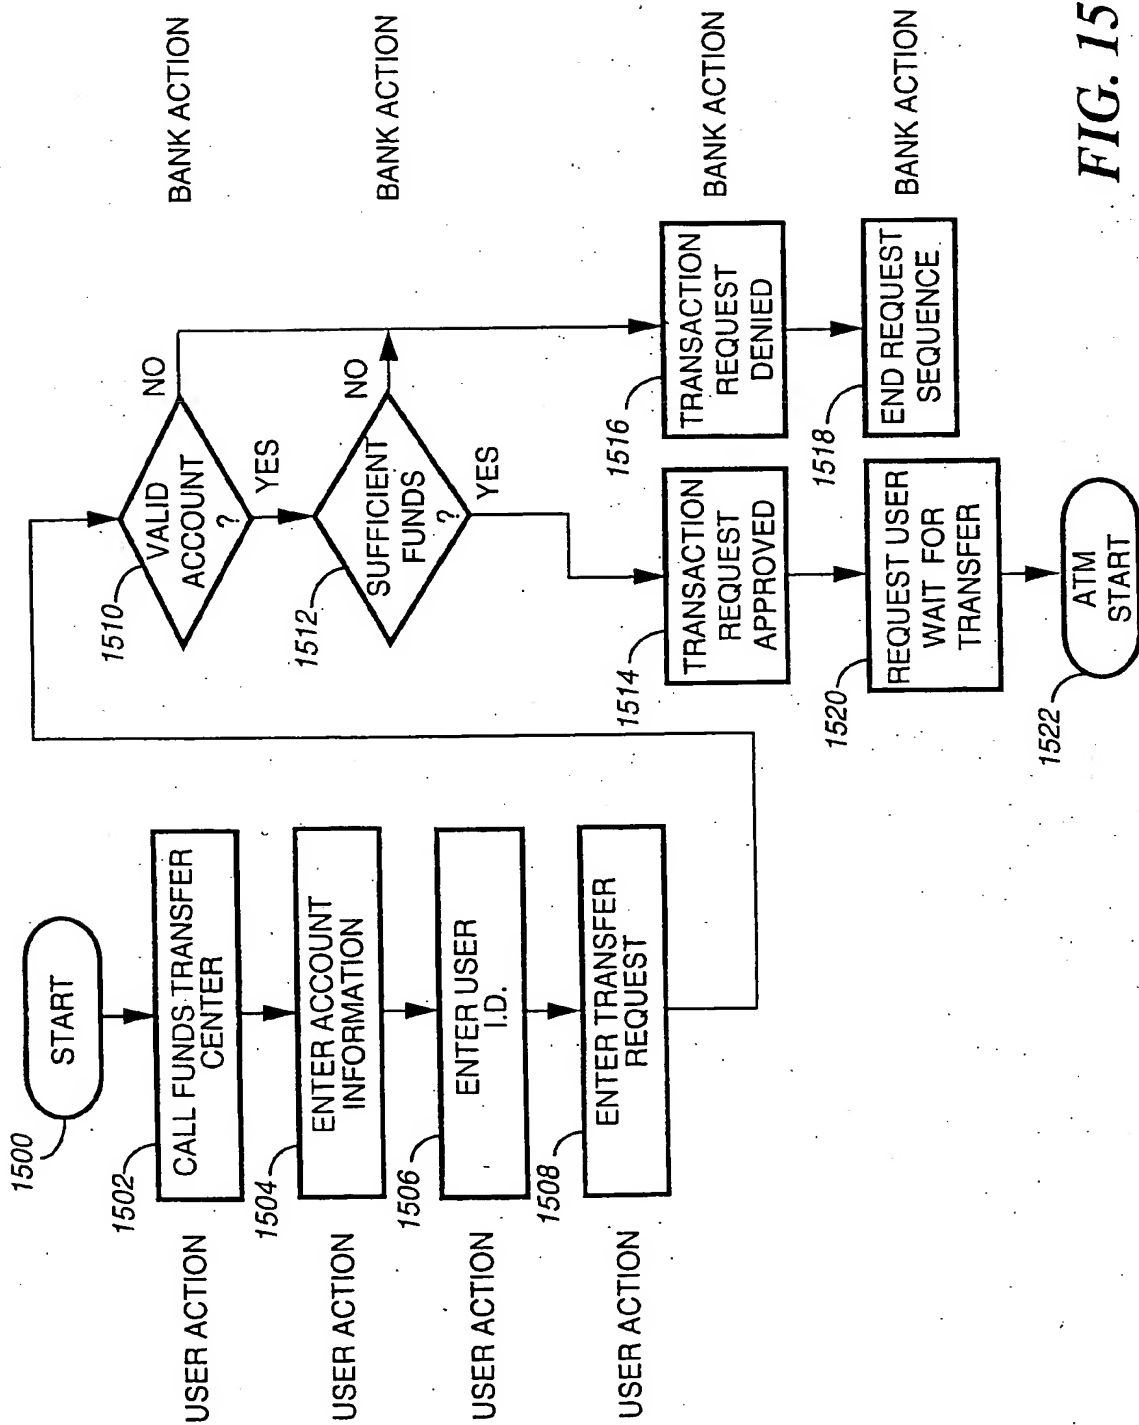 START
1500
CALL FUNDS TRANSFER
CENTER
1502
USER ACTION
ENTER ACCOUNT
INFORMATION
1504
USER ACTION
ENTER USER
I.D.
1506
USER ACTION
ENTER TRANSFER
REQUEST
1508
USER ACTION
VALID
ACCOUNT
?
1510
NO
YES
BANK ACTION
SUFFICIENT
FUNDS
?
1512
NO
YES
BANK ACTION
TRANSACTION
REQUEST
APPROVED
1514
TRANSACTION
REQUEST
DENIED
1516
BANK ACTION
REQUEST USER
WAIT FOR
TRANSFER
1520
END REQUEST
SEQUENCE
1518
BANK ACTION
ATM
START
1522
FIG. 15